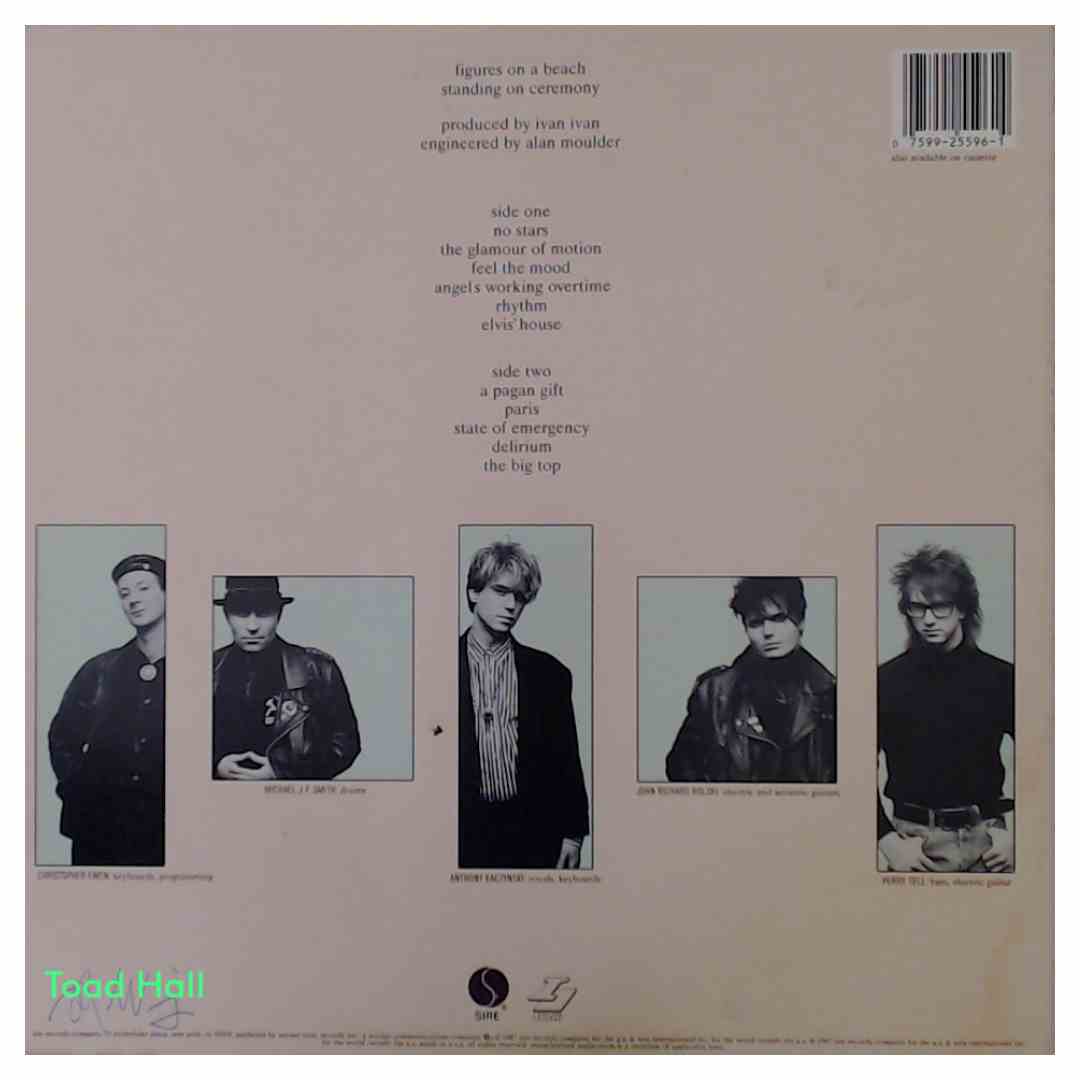 figures on a beach
standing on ceremony
produced by ivan ivan
engineered by alan moulder
0 7599-25596-1
also available on cassette
side one
no stars
the glamour of motion
feel the mood
angels working overtime
rhythm
elvis' house
side two
a pagan gift
paris
state of emergency
delirium
the big top
MICHAEL J.F. SMITH: drums
JOHN RICHARD ROLSKI: electric and acoustic guitars
CHRISTOPHER EWEN: keyboards, programming
ANTHONY KACZYNSKI: vocals, keyboards
PERRY TELL: bass, electric guitar
Toad Hall
SIRE